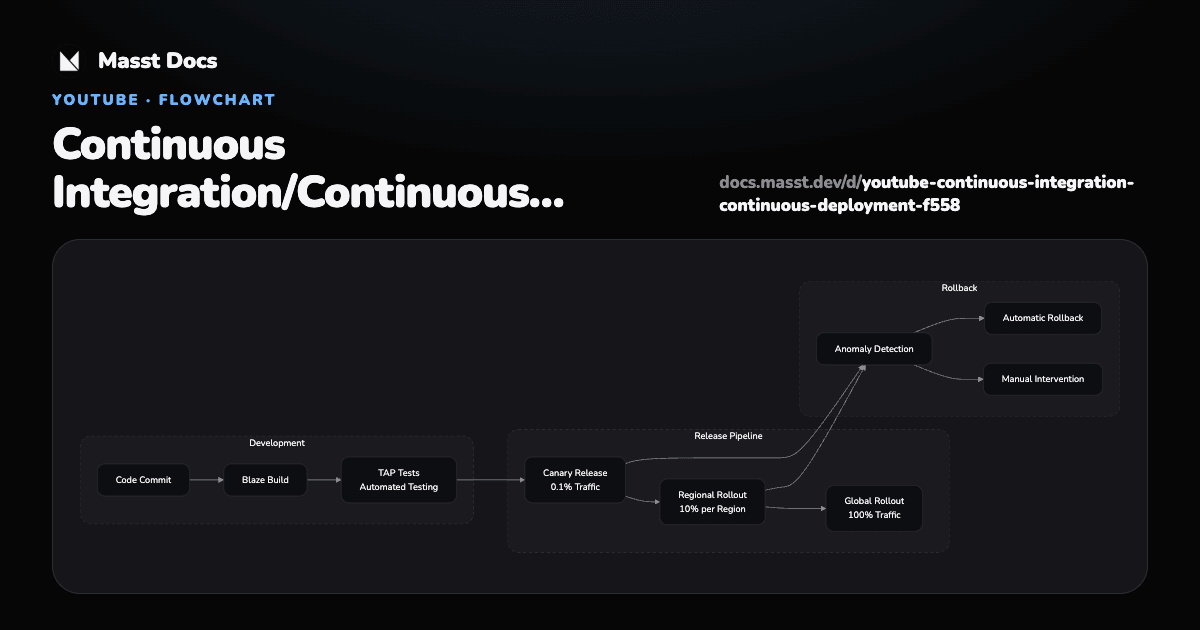 Masst Docs
YOUTUBE · FLOWCHART
Continuous
Integration/Continuous...
docs.masst.dev/d/youtube-continuous-integration-
continuous-deployment-f558
Rollback
Automatic Rollback
Anomaly Detection
Manual Intervention
Development
Code Commit
Blaze Build
TAP Tests
Automated Testing
Release Pipeline
Canary Release
0.1% Traffic
Regional Rollout
10% per Region
Global Rollout
100% Traffic